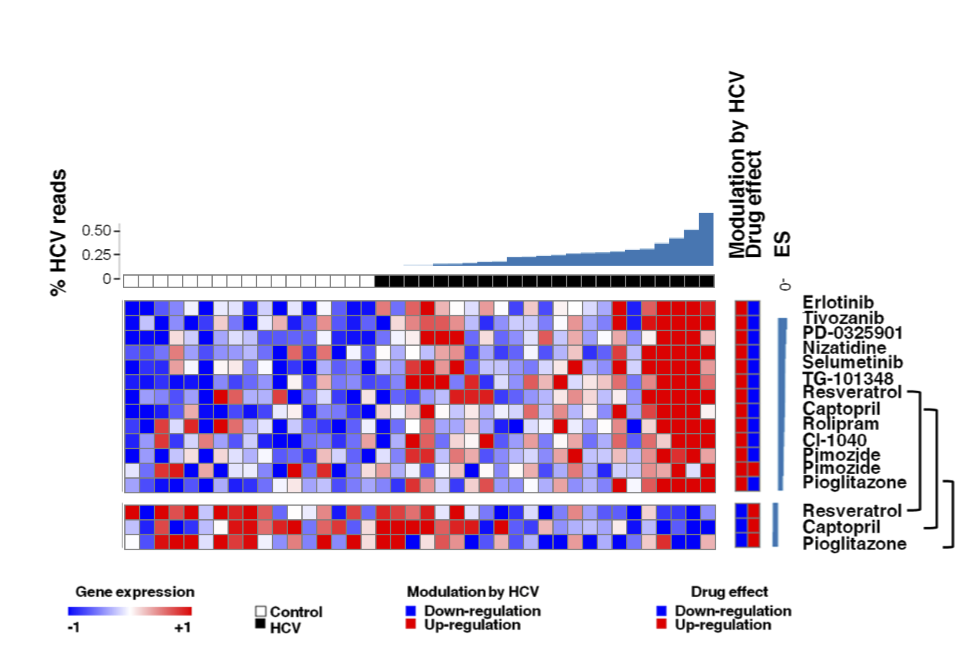 % HCV reads
0.50
0.25
0
Modulation by HCV
Drug effect
ES
0
Erlotinib
Tivozanib
PD-0325901
Nizatidine
Selumetinib
TG-101348
Resveratrol
Captopril
Rolipram
CI-1040
Pimozide
Pimozide
Pioglitazone
Resveratrol
Captopril
Pioglitazone
Gene expression
-1 +1
Control
HCV
Modulation by HCV
Down-regulation
Up-regulation
Drug effect
Down-regulation
Up-regulation